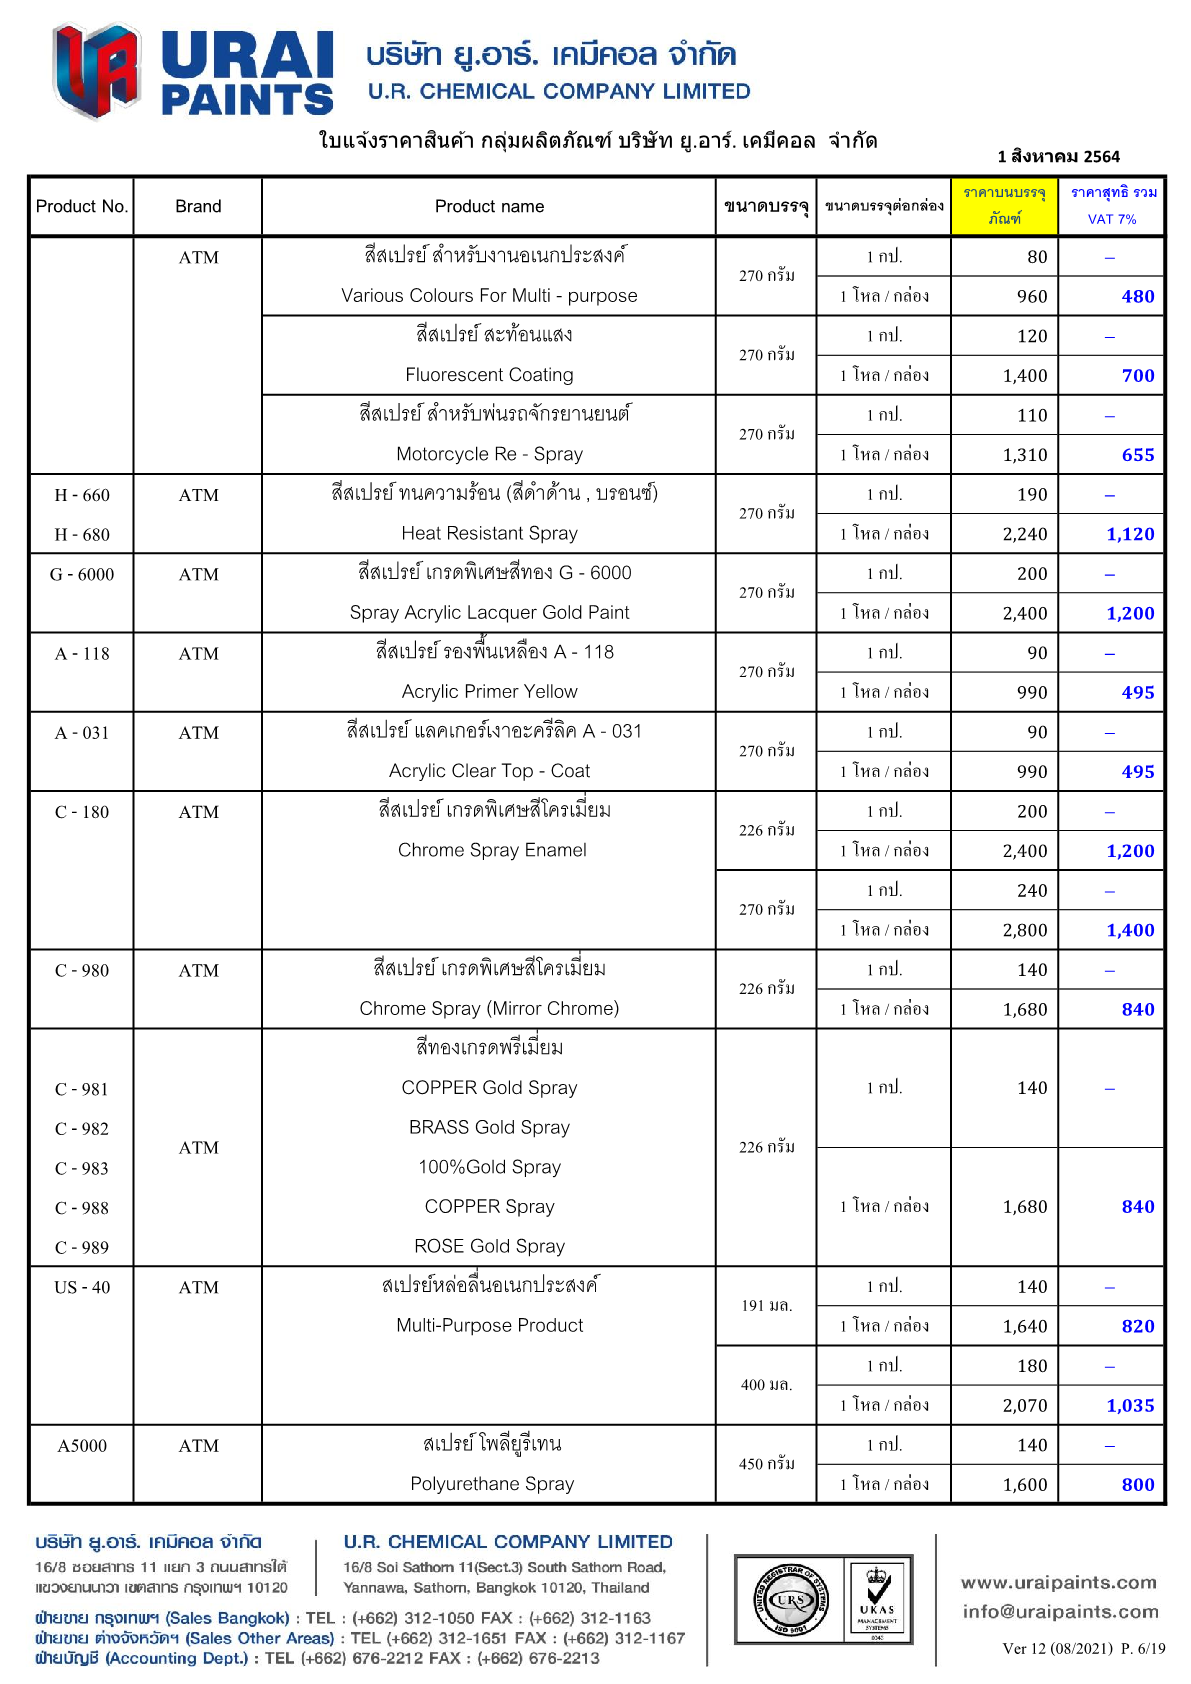 URAI
PAINTS
บริษัท ยู.อาร์. เคมีคอล จำกัด
U.R. CHEMICAL COMPANY LIMITED
ใบแจ้งราคาสินค้า กลุ่มผลิตภัณฑ์ บริษัท ยู.อาร์. เคมีคอล จำกัด
1 สิงหาคม 2564
Product No. Brand Product name ขนาดบรรจุ ขนาดบรรจุต่อกล่อง ราคาบนบรรจุ ราคาสุทธิ รวม
ภัณฑ์ VAT 7%
ATM สีสเปรย์ สำหรับงานอเนกประสงค์ 270 กรัม 1 กป. 80 –
Various Colours For Multi - purpose 1 โหล / กล่อง 960 480
สีสเปรย์ สะท้อนแสง 270 กรัม 1 กป. 120 –
Fluorescent Coating 1 โหล / กล่อง 1,400 700
สีสเปรย์ สำหรับพ่นรถจักรยานยนต์ 270 กรัม 1 กป. 110 –
Motorcycle Re - Spray 1 โหล / กล่อง 1,310 655
H - 660 ATM สีสเปรย์ ทนความร้อน (สีดำด้าน , บรอนซ์) 270 กรัม 1 กป. 190 –
H - 680 Heat Resistant Spray 1 โหล / กล่อง 2,240 1,120
G - 6000 ATM สีสเปรย์ เกรดพิเศษสีทอง G - 6000 270 กรัม 1 กป. 200 –
Spray Acrylic Lacquer Gold Paint 1 โหล / กล่อง 2,400 1,200
A - 118 ATM สีสเปรย์ รองพื้นเหลือง A - 118 270 กรัม 1 กป. 90 –
Acrylic Primer Yellow 1 โหล / กล่อง 990 495
A - 031 ATM สีสเปรย์ แลคเกอร์เงาอะครีลิค A - 031 270 กรัม 1 กป. 90 –
Acrylic Clear Top - Coat 1 โหล / กล่อง 990 495
C - 180 ATM สีสเปรย์ เกรดพิเศษสีโครเมี่ยม 226 กรัม 1 กป. 200 –
Chrome Spray Enamel 1 โหล / กล่อง 2,400 1,200
270 กรัม 1 กป. 240 –
1 โหล / กล่อง 2,800 1,400
C - 980 ATM สีสเปรย์ เกรดพิเศษสีโครเมี่ยม 226 กรัม 1 กป. 140 –
Chrome Spray (Mirror Chrome) 1 โหล / กล่อง 1,680 840
สีทองเกรดพรีเมี่ยม
C - 981 COPPER Gold Spray 1 กป. 140 –
C - 982 BRASS Gold Spray
ATM 226 กรัม
C - 983 100%Gold Spray
C - 988 COPPER Spray 1 โหล / กล่อง 1,680 840
C - 989 ROSE Gold Spray
US - 40 ATM สเปรย์หล่อลื่นอเนกประสงค์ 191 มล. 1 กป. 140 –
Multi-Purpose Product 1 โหล / กล่อง 1,640 820
400 มล. 1 กป. 180 –
1 โหล / กล่อง 2,070 1,035
A5000 ATM สเปรย์ โพลียูรีเทน 450 กรัม 1 กป. 140 –
Polyurethane Spray 1 โหล / กล่อง 1,600 800
บริษัท ยู.อาร์. เคมีคอล จำกัด
16/8 ซอยสาทร 11 แยก 3 ถนนสาทรใต้
แขวงยานนาวา เขตสาทร กรุงเทพฯ 10120
U.R. CHEMICAL COMPANY LIMITED
16/8 Soi Sathorn 11(Sect.3) South Sathorn Road,
Yannawa, Sathorn, Bangkok 10120, Thailand
ฝ่ายขาย กรุงเทพฯ (Sales Bangkok) : TEL : (+662) 312-1050 FAX : (+662) 312-1163
ฝ่ายขาย ต่างจังหวัดฯ (Sales Other Areas) : TEL (+662) 312-1651 FAX : (+662) 312-1167
ฝ่ายบัญชี (Accounting Dept.) : TEL (+662) 676-2212 FAX : (+662) 676-2213
UNITED REGISTRAR OF SYSTEMS
URS
ISO 9001
UKAS
MANAGEMENT
SYSTEMS
www.uraipaints.com
info@uraipaints.com
Ver 12 (08/2021) P. 6/19